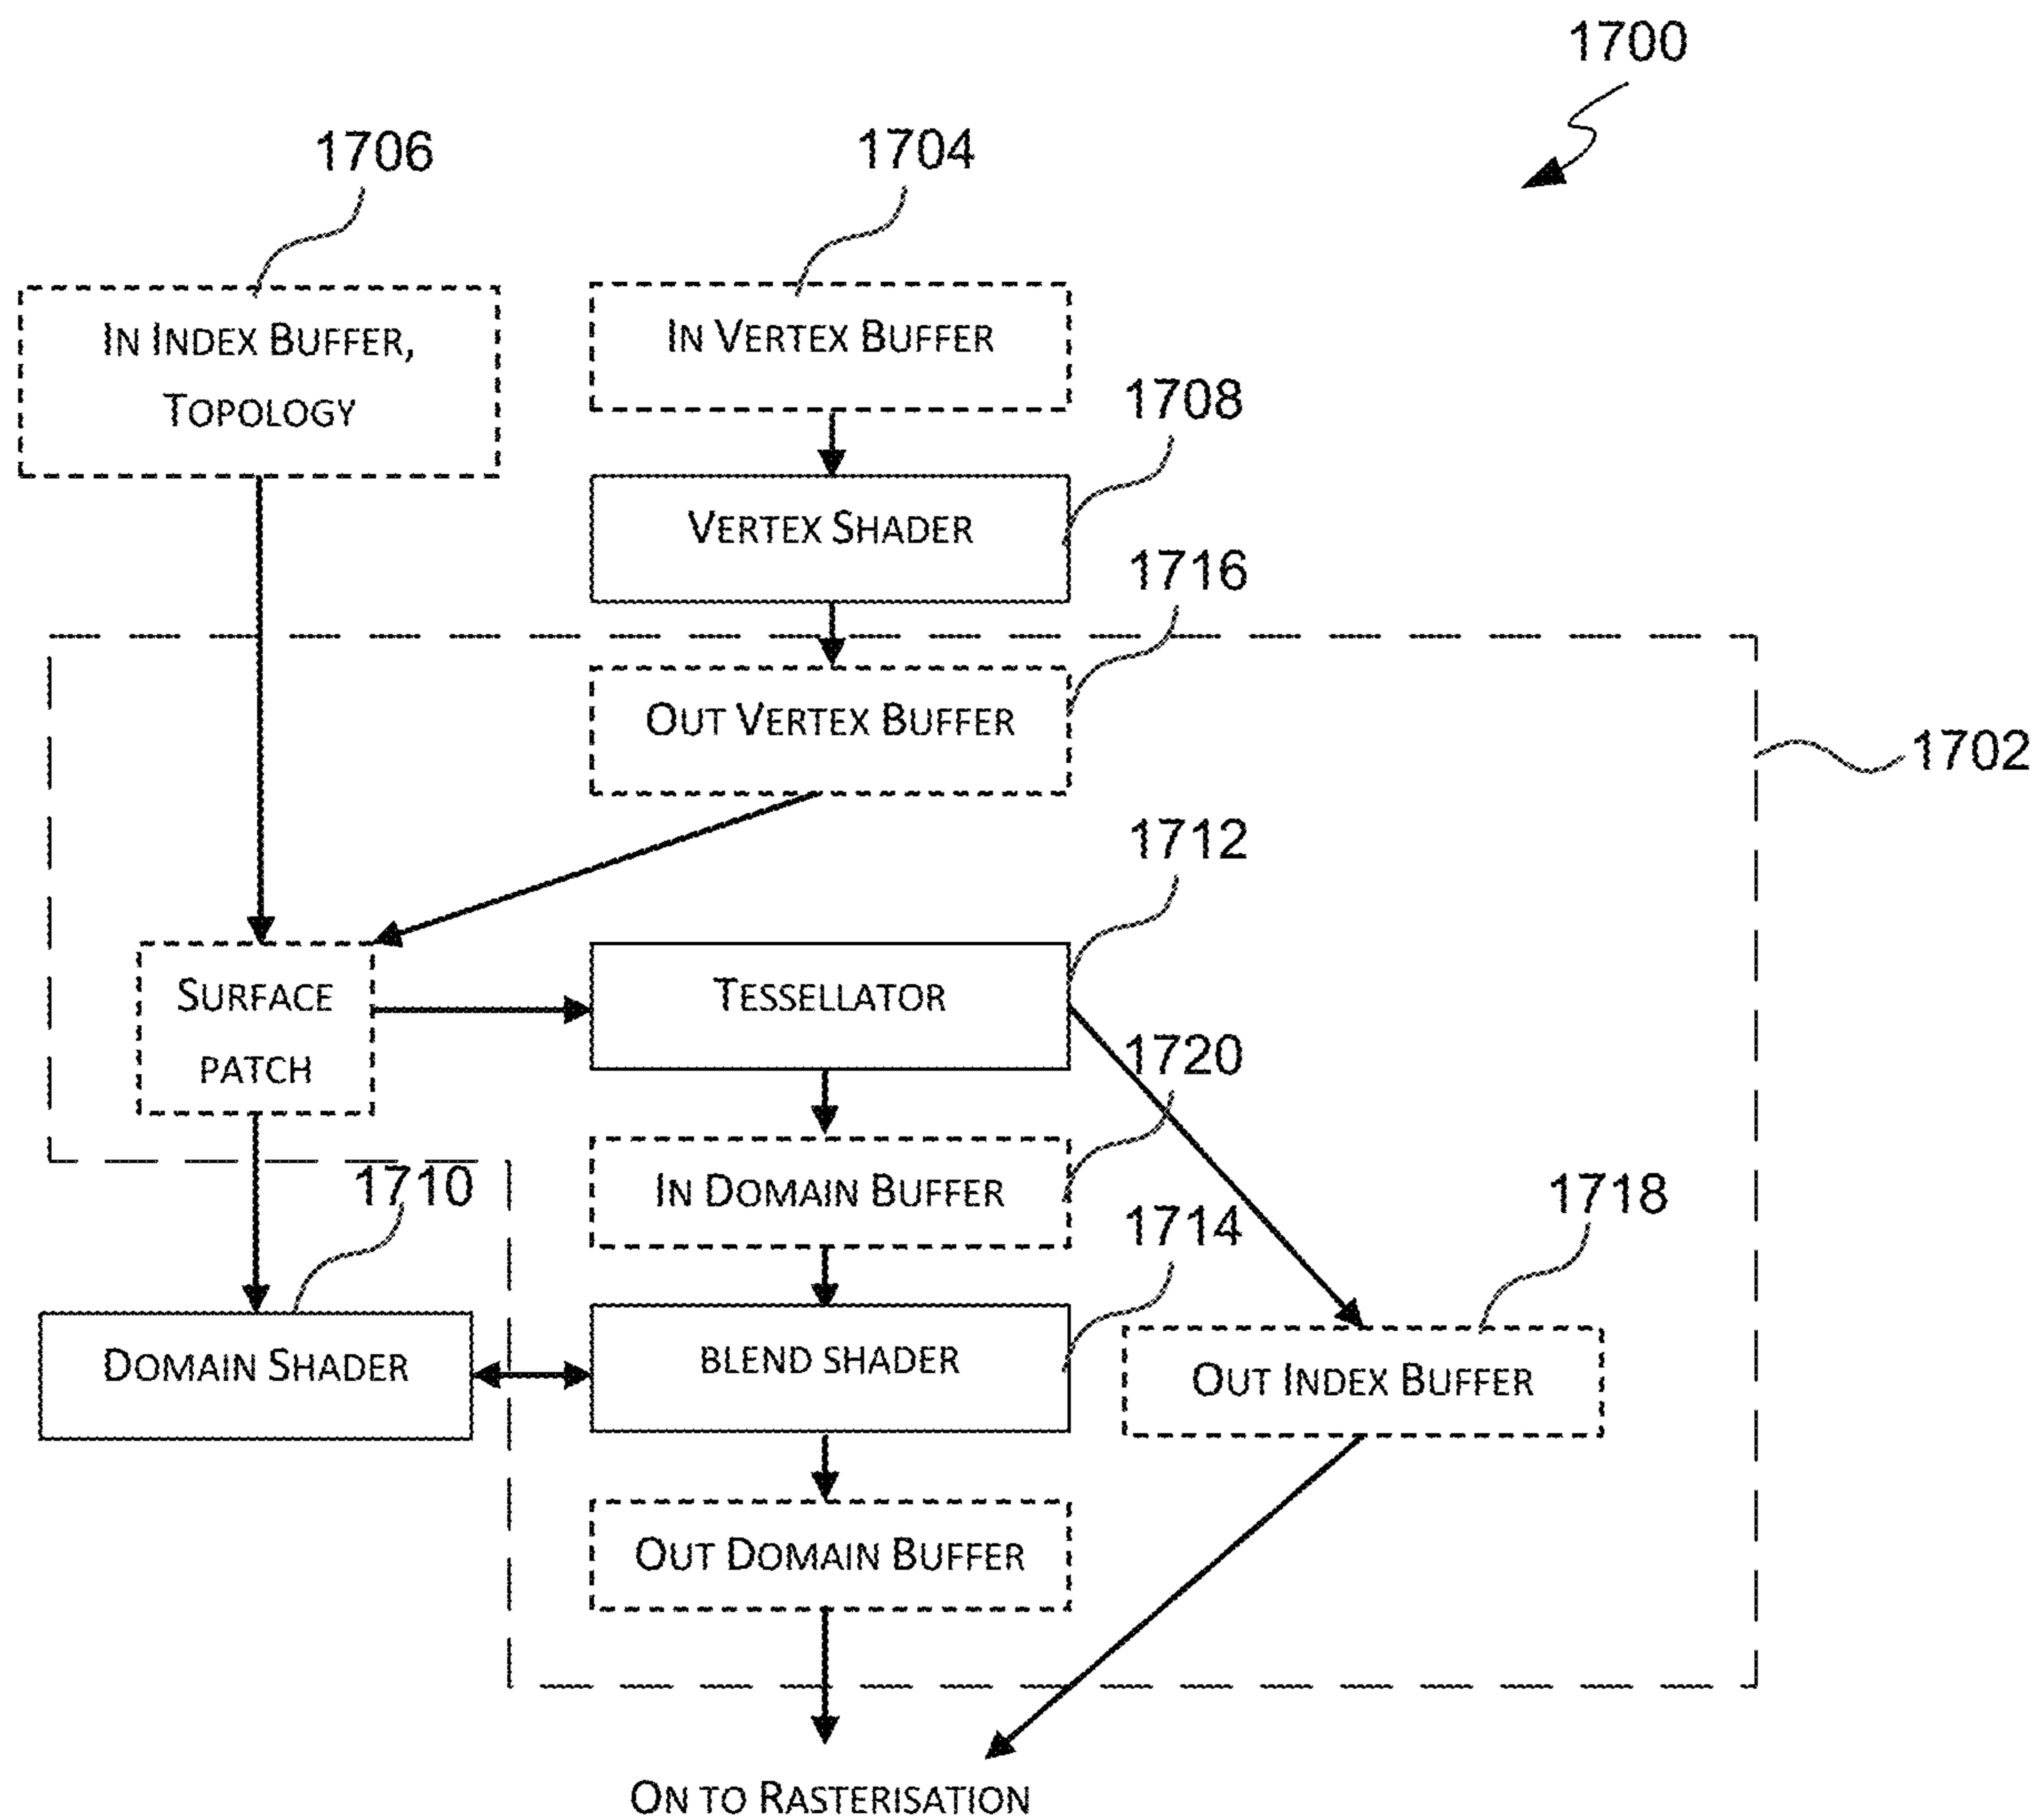 1700
1706
1704
In Index Buffer,
Topology
In Vertex Buffer
1708
Vertex Shader
1716
Out Vertex Buffer
1702
1712
Surface
patch
Tessellator
1720
In Domain Buffer
1710
1714
1718
Domain Shader
blend shader
Out Index Buffer
Out Domain Buffer
On to Rasterisation